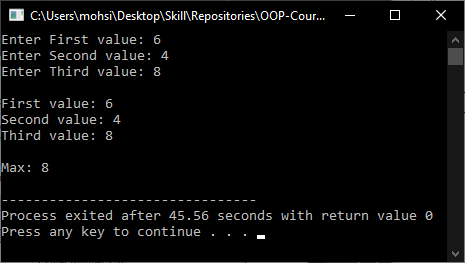 C:\Users\mohsi\Desktop\Skill\Repositories\OOP-Cour...
Enter First value: 6
Enter Second value: 4
Enter Third value: 8
First value: 6
Second value: 4
Third value: 8
Max: 8
--------------------------------
Process exited after 45.56 seconds with return value 0
Press any key to continue . . .